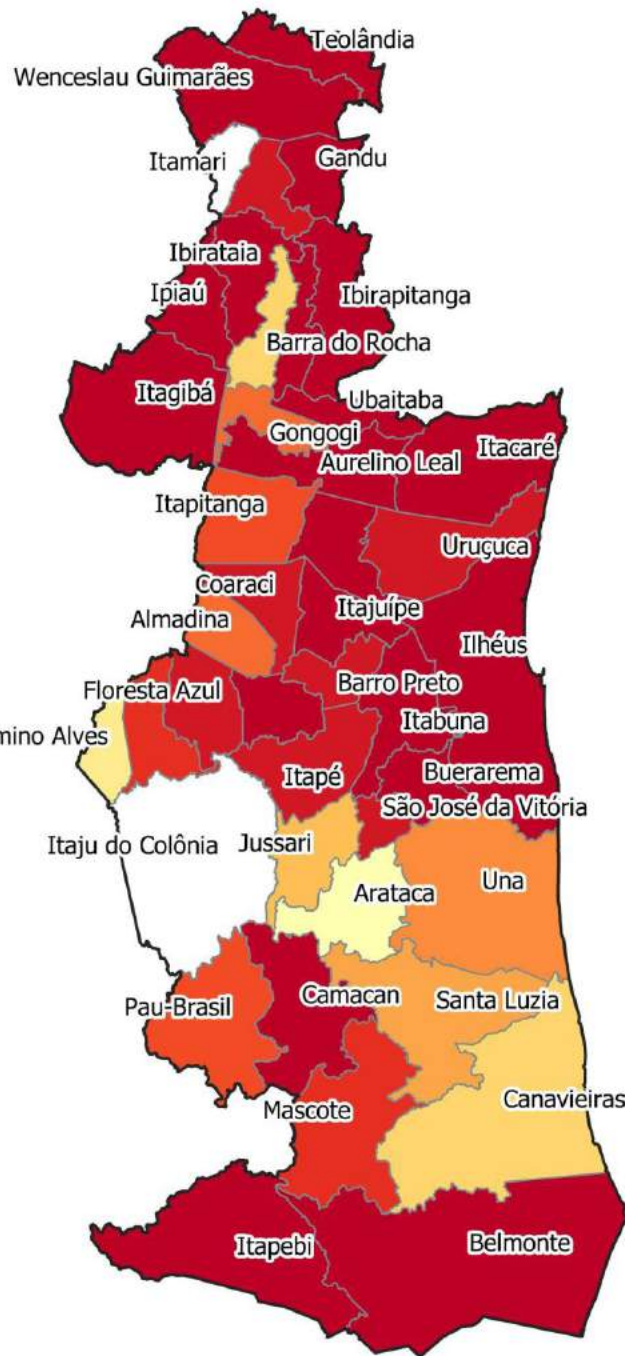 Teolândia
Wenceslau Guimarães
Itamari
Gandu
Ibirataia
Ipiaú
Ibirapitanga
Barra do Rocha
Itagibá
Ubaitaba
Gongogi
Itacaré
Aurelino Leal
Itapitanga
Uruçuca
Coaraci
Itajuípe
Almadina
Ilhéus
Floresta Azul
Barro Preto
Itabuna
mino Alves
Buerarema
Itapé
São José da Vitória
Itaju do Colônia
Jussari
Una
Arataca
Camacan
Santa Luzia
Pau-Brasil
Canavieiras
Mascote
Itapebi
Belmonte